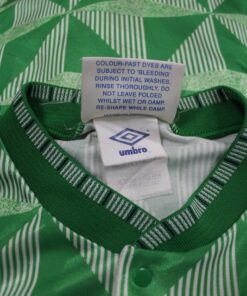 COLOUR-FAST DYES ARE
SUBJECT TO 'BLEEDING'
DURING INITIAL WASHES
RINSE THOROUGHLY. DO
NOT LEAVE FOLDED
WHILST WET OR DAMP.
RE-SHAPE WHILE DAMP
umbro